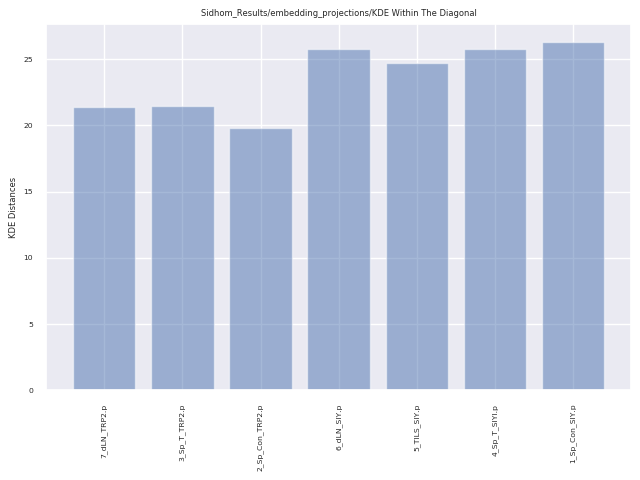 Sidhom_Results/embedding_projections/KDE Within The Diagonal
KDE Distances
25
20
15
10
5
0
7_dLN_TRP2.p
3_Sp_T_TRP2.p
2_Sp_Con_TRP2.p
6_dLN_SIY.p
5_TILS_SIY.p
4_Sp_T_SIYI.p
1_Sp_Con_SIY.p